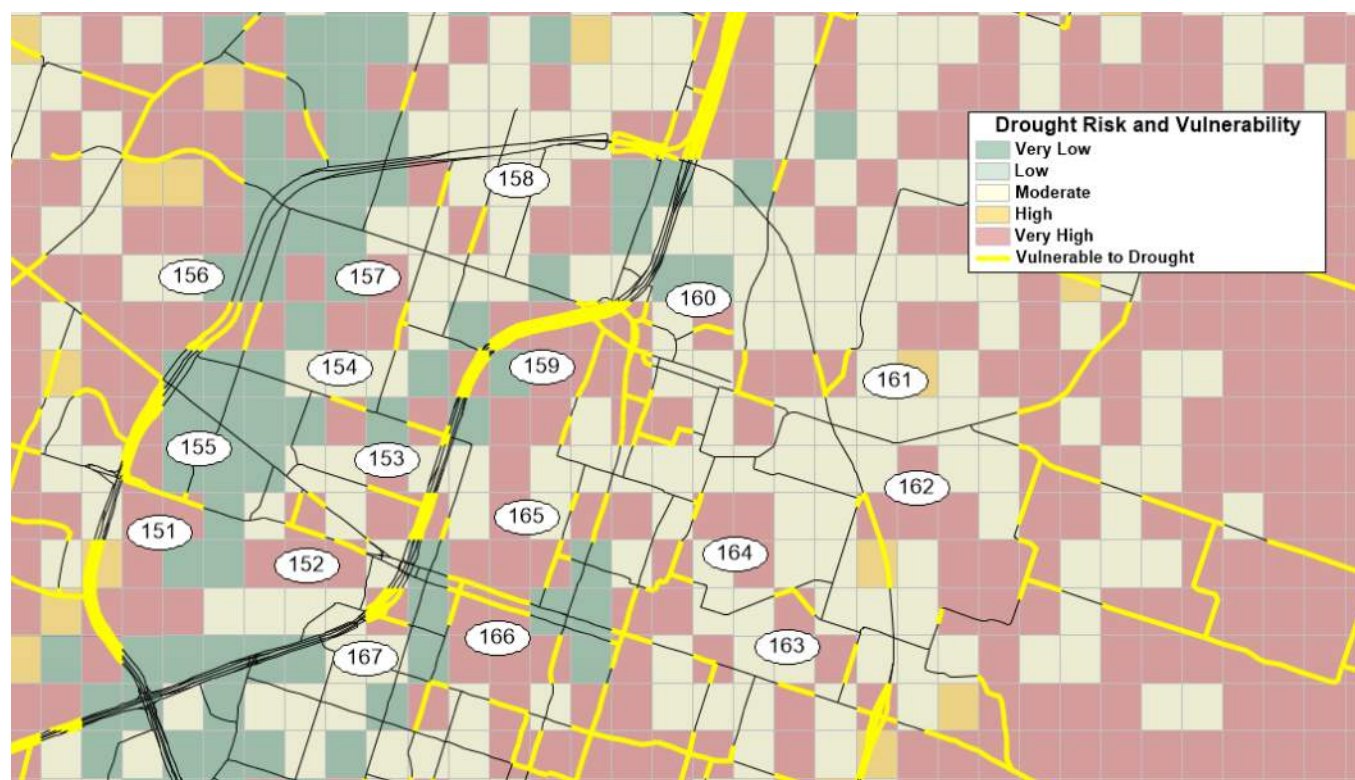 Drought Risk and Vulnerability
Very Low
Low
Moderate
High
Very High
Vulnerable to Drought
158
156
157
160
154
159
161
155
153
162
151
165
152
164
166
163
167